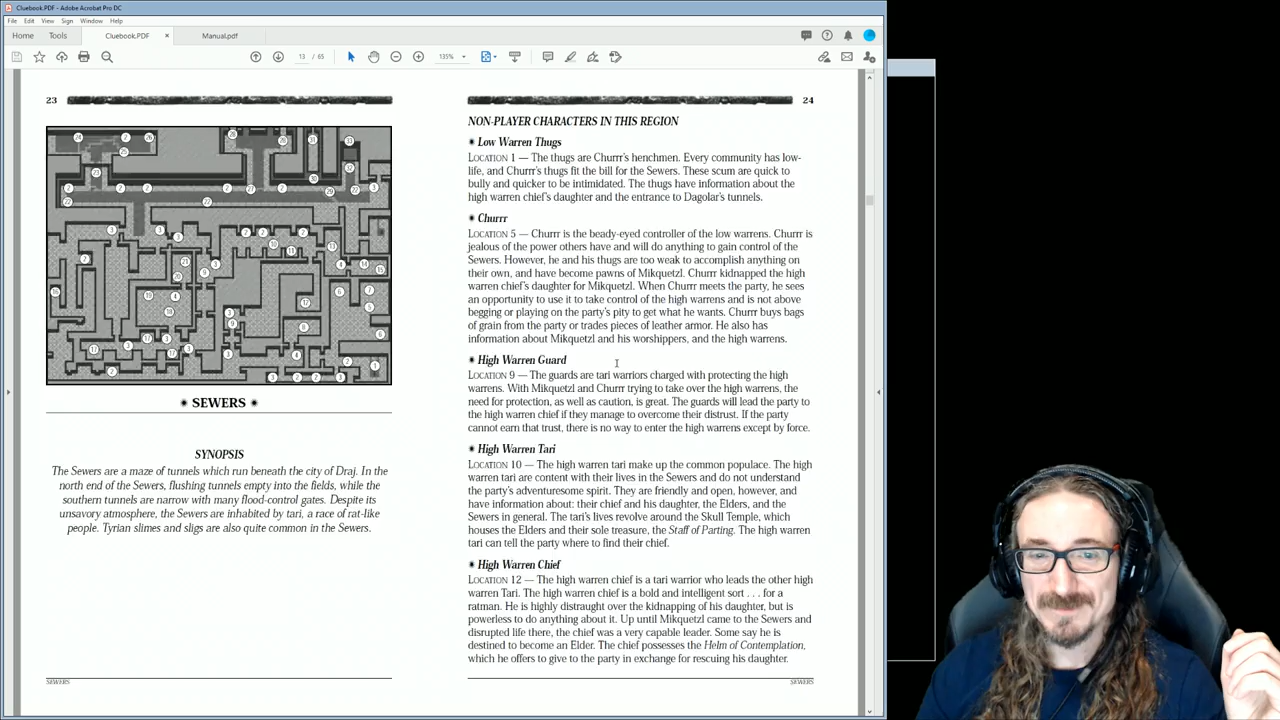 Cluebook.PDF - Adobe Acrobat Pro DC
File Edit View Sign Window Help
Home Tools Cluebook.PDF × Manual.pdf
13 / 65 135%
23
SEWERS
SYNOPSIS
The Sewers are a maze of tunnels which run beneath the city of Draj. In the
north end of the Sewers, flushing tunnels empty into the fields, while the
southern tunnels are narrow with many flood-control gates. Despite its
unsavory atmosphere, the Sewers are inhabited by tari, a race of rat-like
people. Tyrian slimes and sligs are also quite common in the Sewers.
SEWERS
24
NON-PLAYER CHARACTERS IN THIS REGION
Low Warren Thugs
LOCATION 1 — The thugs are Churrr's henchmen. Every community has low-
life, and Churrr's thugs fit the bill for the Sewers. These scum are quick to
bully and quicker to be intimidated. The thugs have information about the
high warren chief's daughter and the entrance to Dagolar's tunnels.
Churrr
LOCATION 5 — Churrr is the beady-eyed controller of the low warrens. Churrr is
jealous of the power others have and will do anything to gain control of the
Sewers. However, he and his thugs are too weak to accomplish anything on
their own, and have become pawns of Mikquetzl. Churrr kidnapped the high
warren chief's daughter for Mikquetzl. When Churrr meets the party, he sees
an opportunity to use it to take control of the high warrens and is not above
begging or playing on the party's pity to get what he wants. Churrr buys bags
of grain from the party or trades pieces of leather armor. He also has
information about Mikquetzl and his worshippers, and the high warrens.
High Warren Guard
LOCATION 9 — The guards are tari warriors charged with protecting the high
warrens. With Mikquetzl and Churrr trying to take over the high warrens, the
need for protection, as well as caution, is great. The guards will lead the party to
the high warren chief if they manage to overcome their distrust. If the party
cannot earn that trust, there is no way to enter the high warrens except by force.
High Warren Tari
LOCATION 10 — The high warren tari make up the common populace. The high
warren tari are content with their lives in the Sewers and do not understand
the party's adventuresome spirit. They are friendly and open, however, and
have information about: their chief and his daughter, the Elders, and the
Sewers in general. The tari's lives revolve around the Skull Temple, which
houses the Elders and their sole treasure, the Staff of Parting. The high warren
tari can tell the party where to find their chief.
High Warren Chief
LOCATION 12 — The high warren chief is a tari warrior who leads the other high
warren Tari. The high warren chief is a bold and intelligent sort . . . for a
ratman. He is highly distraught over the kidnapping of his daughter, but is
powerless to do anything about it. Up until Mikquetzl came to the Sewers and
disrupted life there, the chief was a very capable leader. Some say he is
destined to become an Elder. The chief possesses the Helm of Contemplation,
which he offers to give to the party in exchange for rescuing his daughter.
SEWERS